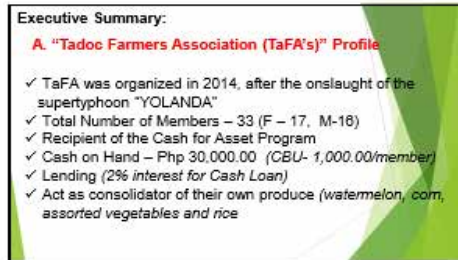 Executive Summary:
A. “Tadoc Farmers Association (TaFA's)” Profile
✓ TaFA was organized in 2014, after the onslaught of the
supertyphoon "YOLANDA"
✓ Total Number of Members – 33 (F – 17, M-16)
✓ Recipient of the Cash for Asset Program
✓ Cash on Hand – Php 30,000.00 (CBU- 1,000.00/member)
✓ Lending (2% interest for Cash Loan)
✓ Act as consolidator of their own produce (watermelon, corn,
assorted vegetables and rice